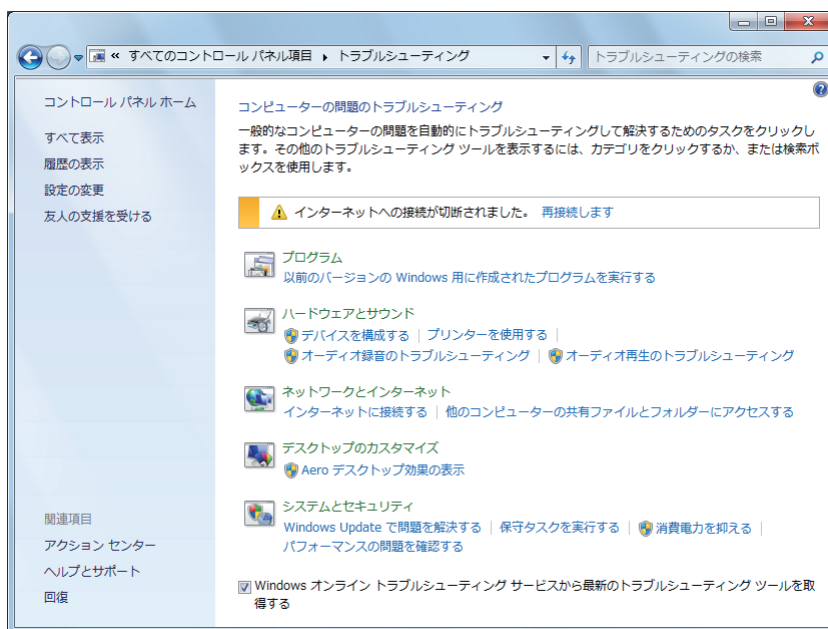 « すべてのコントロール パネル項目 ▸ トラブルシューティング
トラブルシューティングの検索
コントロール パネル ホーム
すべて表示
履歴の表示
設定の変更
友人の支援を受ける
関連項目
アクション センター
ヘルプとサポート
回復
コンピューターの問題のトラブルシューティング
一般的なコンピューターの問題を自動的にトラブルシューティングして解決するためのタスクをクリックし
ます。その他のトラブルシューティング ツールを表示するには、カテゴリをクリックするか、または検索ボ
ックスを使用します。
インターネットへの接続が切断されました。 再接続します
プログラム
以前のバージョンの Windows 用に作成されたプログラムを実行する
ハードウェアとサウンド
デバイスを構成する | プリンターを使用する |
オーディオ録音のトラブルシューティング | オーディオ再生のトラブルシューティング
ネットワークとインターネット
インターネットに接続する | 他のコンピューターの共有ファイルとフォルダーにアクセスする
デスクトップのカスタマイズ
Aero デスクトップ効果の表示
システムとセキュリティ
Windows Update で問題を解決する | 保守タスクを実行する | 消費電力を抑える |
パフォーマンスの問題を確認する
Windows オンライン トラブルシューティング サービスから最新のトラブルシューティング ツールを取
得する